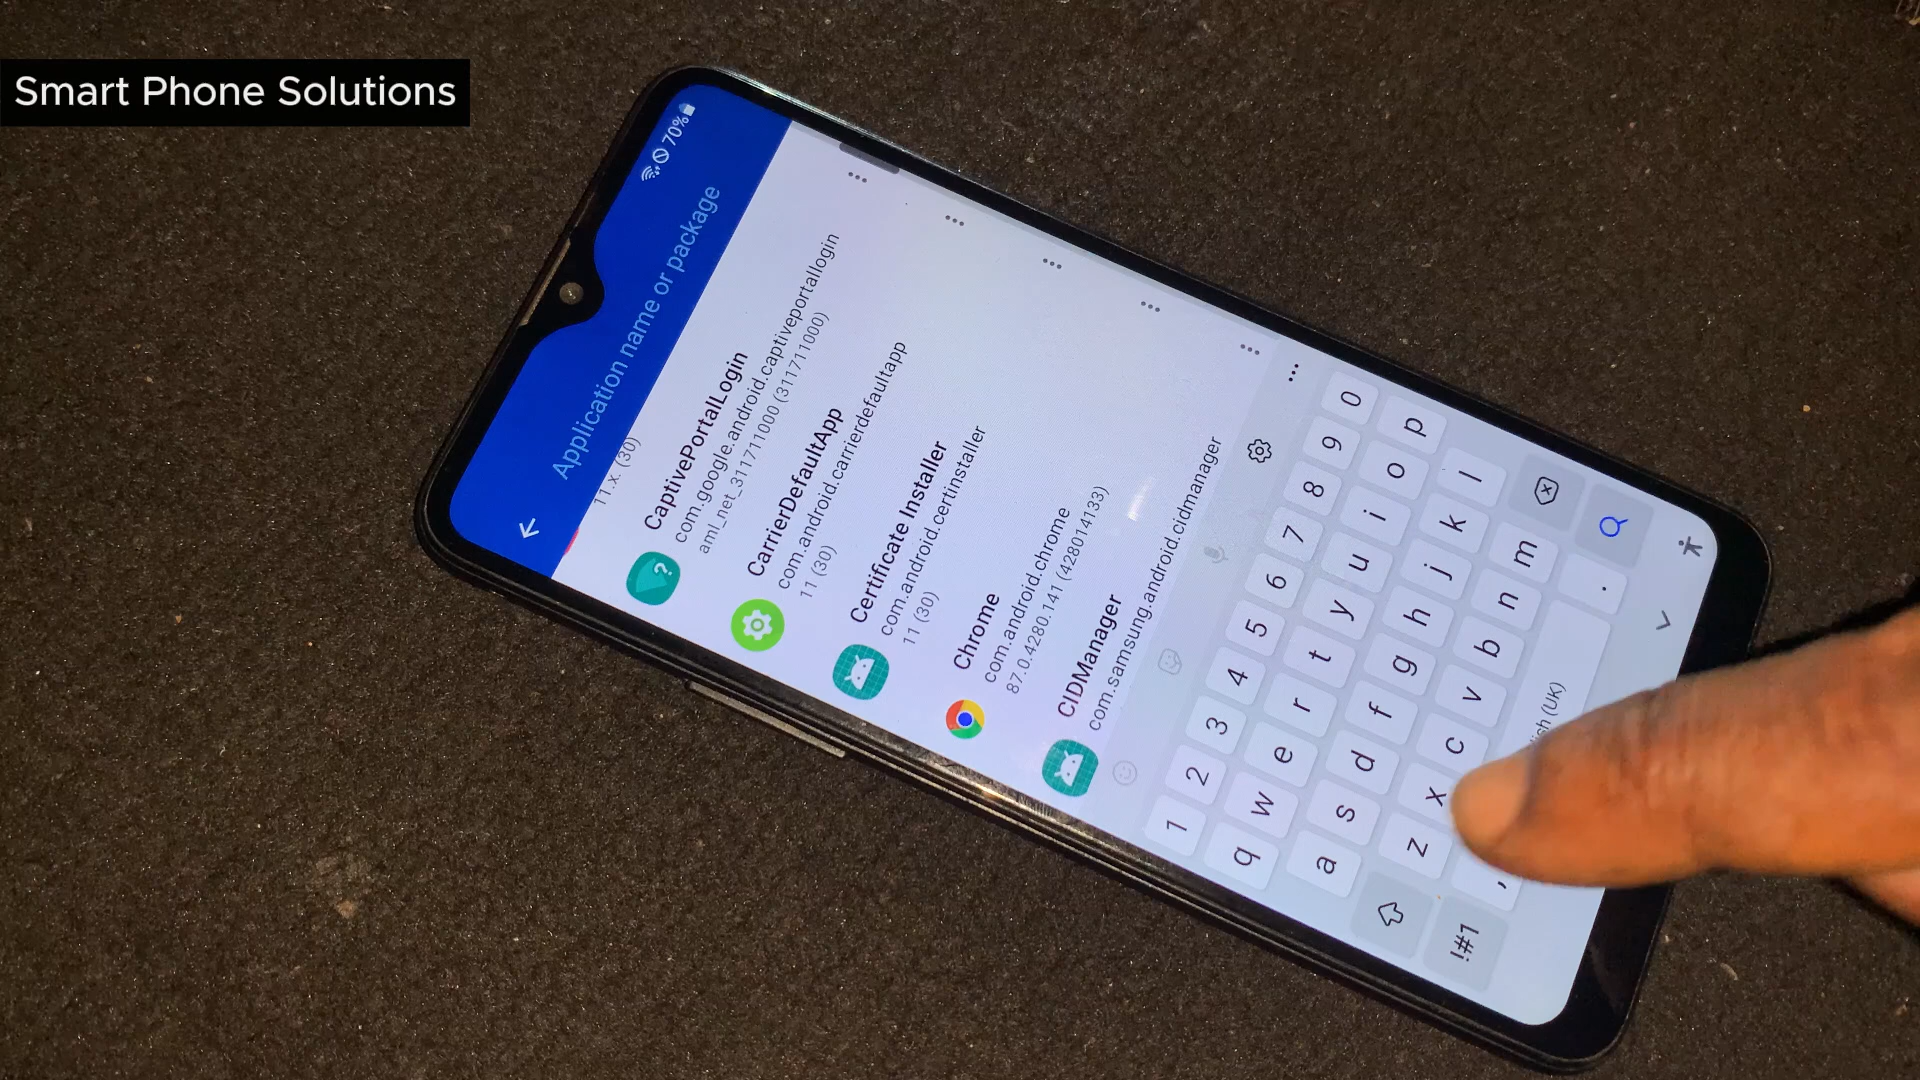 Smart Phone Solutions
70%
Application name or package
11.x. (30)
CaptivePortalLogin
com.google.android.captiveportallogin
aml_net_311711000 (311711000)
CarrierDefaultApp
com.android.carrierdefaultapp
11 (30)
Certificate Installer
com.android.certinstaller
11 (30)
Chrome
com.android.chrome
87.0.4280.141 (428014133)
CIDManager
com.samsung.android.cidmanager
1 2 3 4 5 6 7 8 9 0
q w e r t y u i o p
a s d f g h j k l
z x c v b n m
!#1 , (UK) .